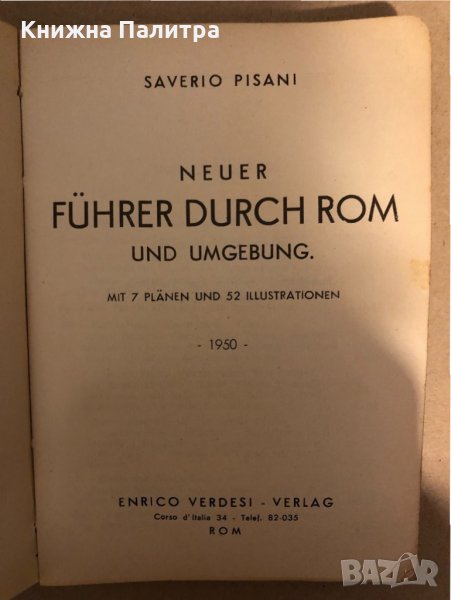 Книжна Палитра
SAVERIO PISANI
NEUER
FÜHRER DURCH ROM
UND UMGEBUNG.
MIT 7 PLÄNEN UND 52 ILLUSTRATIONEN
- 1950 -
ENRICO VERDESI - VERLAG
Corso d'Italia 34 - Telef. 82-035
ROM
BAZAR